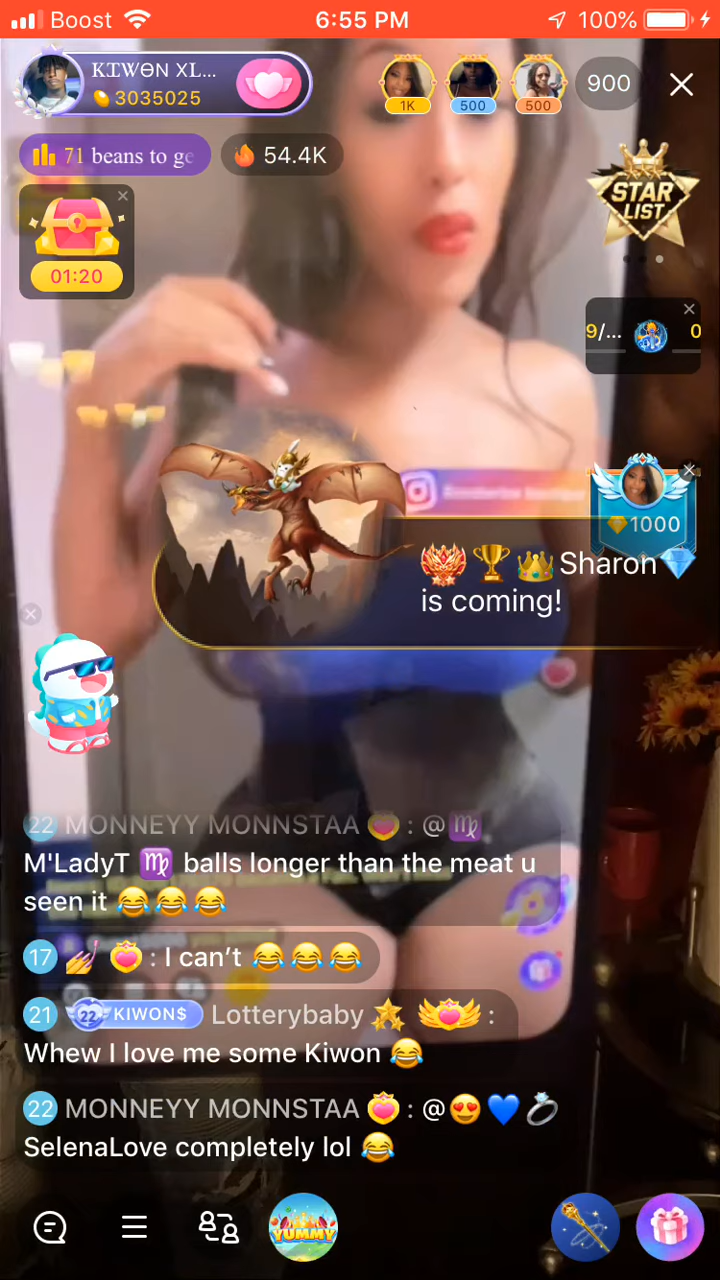 Boost
6:55 PM
100%
K𝕀WӨN XL...
3035025
1K
500
500
900
71 beans to ge
54.4K
STAR
LIST
01:20
9/...
0
1000
Sharon
is coming!
22 MONNEYY MONNSTAA : @
M'LadyT ♍ balls longer than the meat u
seen it 😂😂😂
17 💅 : I can’t 😂😂😂
21 22 KIWON$ Lotterybaby :
Whew I love me some Kiwon 😂
22 MONNEYY MONNSTAA : @😍💙💍
SelenaLove completely lol 😂
YUMMY